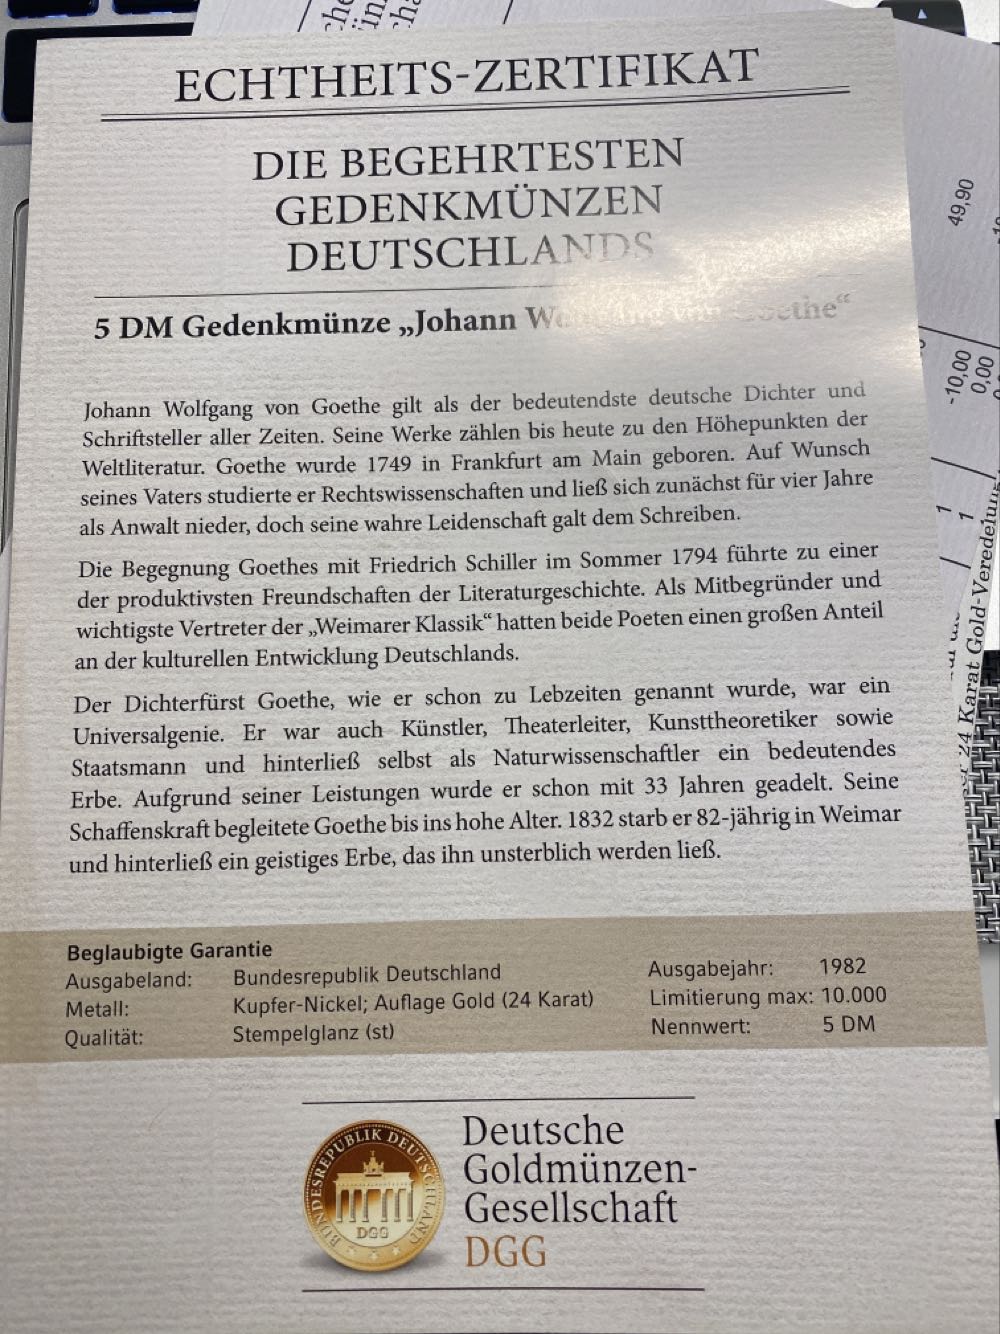 ECHTHEITS-ZERTIFIKAT
DIE BEGEHRTESTEN
GEDENKMÜNZEN
DEUTSCHLANDS
5 DM Gedenkmünze „Johann Wolfgang von Goethe“
Johann Wolfgang von Goethe gilt als der bedeutendste deutsche Dichter und
Schriftsteller aller Zeiten. Seine Werke zählen bis heute zu den Höhepunkten der
Weltliteratur. Goethe wurde 1749 in Frankfurt am Main geboren. Auf Wunsch
seines Vaters studierte er Rechtswissenschaften und ließ sich zunächst für vier Jahre
als Anwalt nieder, doch seine wahre Leidenschaft galt dem Schreiben.
Die Begegnung Goethes mit Friedrich Schiller im Sommer 1794 führte zu einer
der produktivsten Freundschaften der Literaturgeschichte. Als Mitbegründer und
wichtigste Vertreter der „Weimarer Klassik“ hatten beide Poeten einen großen Anteil
an der kulturellen Entwicklung Deutschlands.
Der Dichterfürst Goethe, wie er schon zu Lebzeiten genannt wurde, war ein
Universalgenie. Er war auch Künstler, Theaterleiter, Kunsttheoretiker sowie
Staatsmann und hinterließ selbst als Naturwissenschaftler ein bedeutendes
Erbe. Aufgrund seiner Leistungen wurde er schon mit 33 Jahren geadelt. Seine
Schaffenskraft begleitete Goethe bis ins hohe Alter. 1832 starb er 82-jährig in Weimar
und hinterließ ein geistiges Erbe, das ihn unsterblich werden ließ.
Beglaubigte Garantie
Ausgabeland: Bundesrepublik Deutschland Ausgabejahr: 1982
Metall: Kupfer-Nickel; Auflage Gold (24 Karat) Limitierung max: 10.000
Qualität: Stempelglanz (st) Nennwert: 5 DM
BUNDESREPUBLIK DEUTSCHLAND
DGG
Deutsche
Goldmünzen-
Gesellschaft
DGG
49,90
-10,00
0,00
1
1
24 Karat Gold-Veredelung